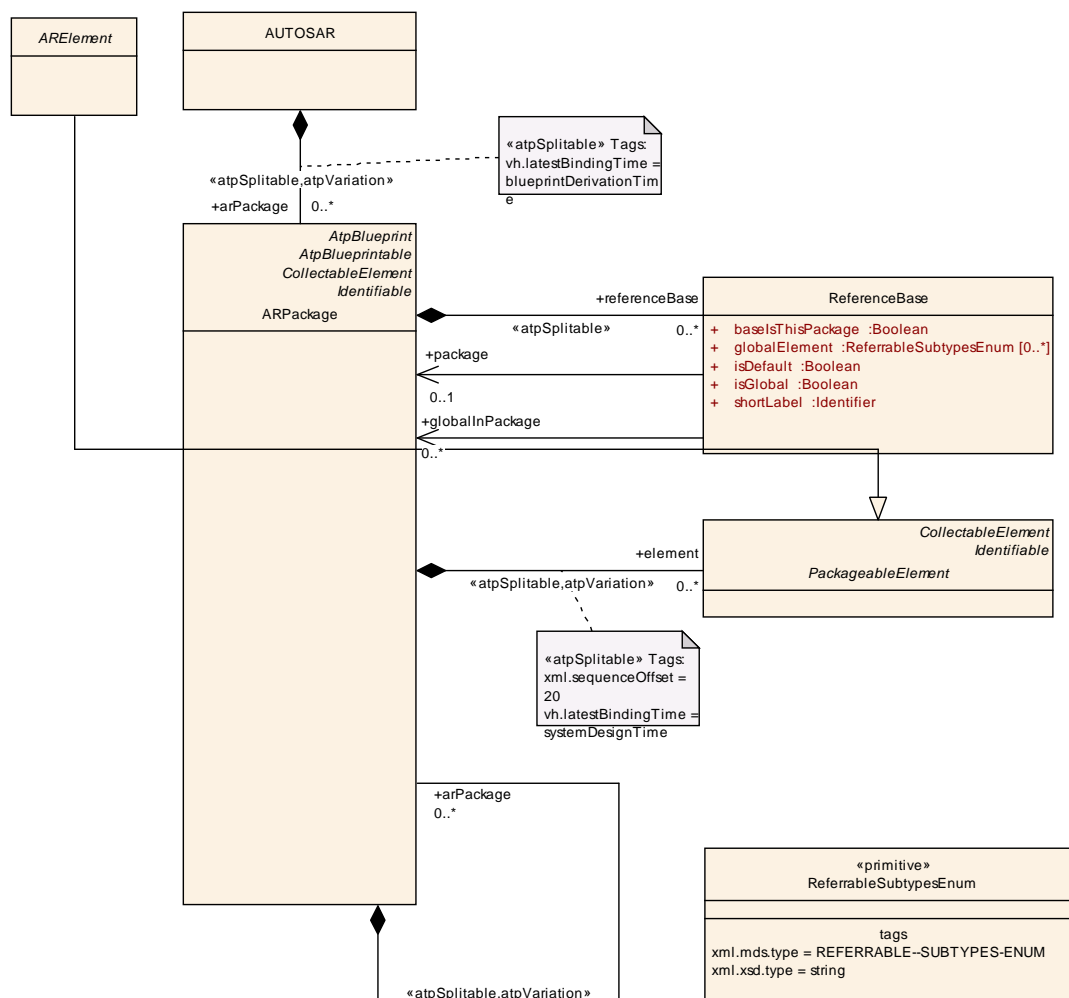 ARElement
AUTOSAR
«atpSplitable» Tags:
vh.latestBindingTime =
blueprintDerivationTim
e
«atpSplitable,atpVariation»
+arPackage 0..*
AtpBlueprint
AtpBlueprintable
CollectableElement
Identifiable
ARPackage
+referenceBase
«atpSplitable» 0..*
ReferenceBase
+ baseIsThisPackage :Boolean
+ globalElement :ReferrableSubtypesEnum [0..*]
+ isDefault :Boolean
+ isGlobal :Boolean
+ shortLabel :Identifier
+package
0..1
+globalInPackage
0..*
CollectableElement
Identifiable
PackageableElement
+element
«atpSplitable,atpVariation» 0..*
«atpSplitable» Tags:
xml.sequenceOffset =
20
vh.latestBindingTime =
systemDesignTime
+arPackage
0..*
«primitive»
ReferrableSubtypesEnum
tags
xml.mds.type = REFERRABLE--SUBTYPES-ENUM
xml.xsd.type = string
«atpSplitable,atpVariation»